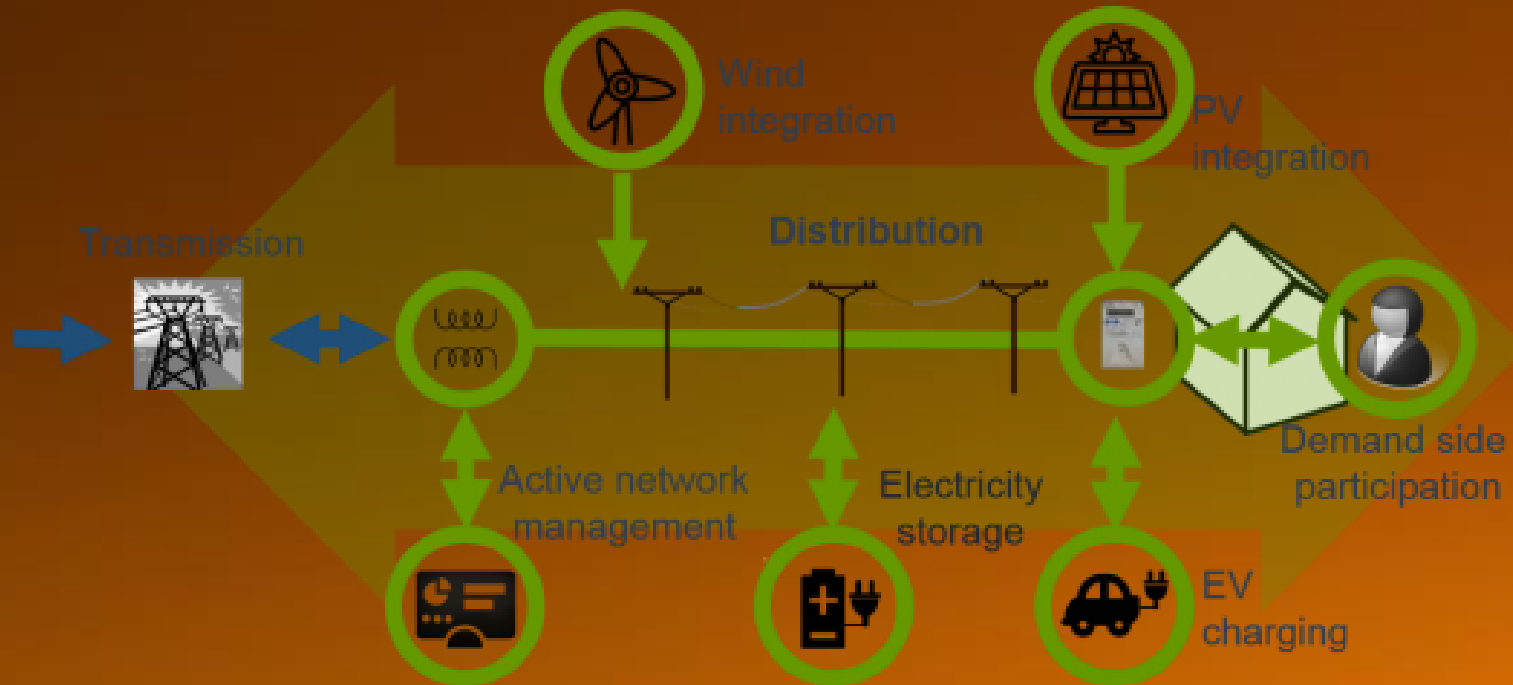 Wind
integration
PV
integration
Transmission
Distribution
Active network
management
Electricity
storage
Demand side
participation
EV
charging